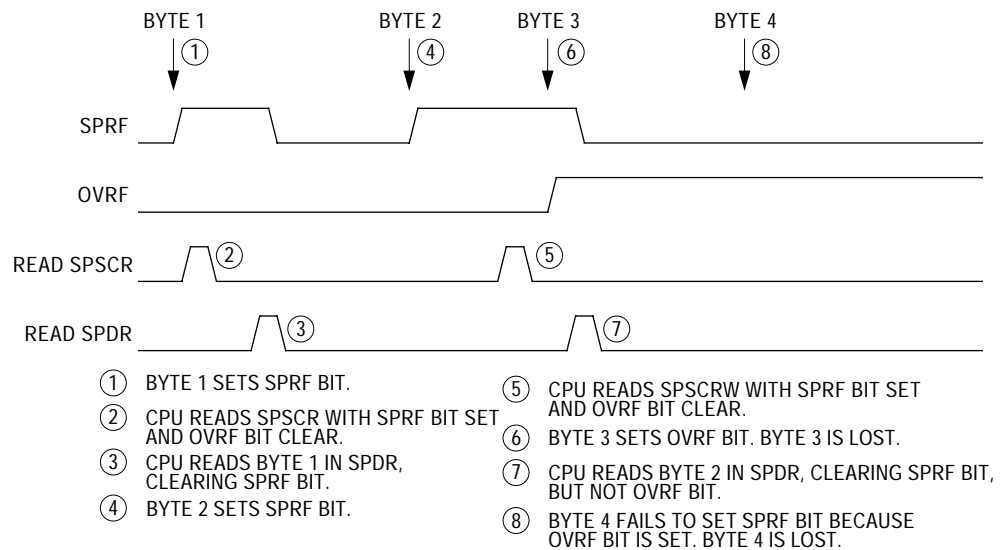 BYTE 1 BYTE 2 BYTE 3 BYTE 4
1 4 6 8
SPRF
OVRF
READ SPSCR
2 5
READ SPDR
3 7
1 BYTE 1 SETS SPRF BIT.
2 CPU READS SPSCR WITH SPRF BIT SET
AND OVRF BIT CLEAR.
3 CPU READS BYTE 1 IN SPDR,
CLEARING SPRF BIT.
4 BYTE 2 SETS SPRF BIT.
5 CPU READS SPSCRW WITH SPRF BIT SET
AND OVRF BIT CLEAR.
6 BYTE 3 SETS OVRF BIT. BYTE 3 IS LOST.
7 CPU READS BYTE 2 IN SPDR, CLEARING SPRF BIT,
BUT NOT OVRF BIT.
8 BYTE 4 FAILS TO SET SPRF BIT BECAUSE
OVRF BIT IS SET. BYTE 4 IS LOST.